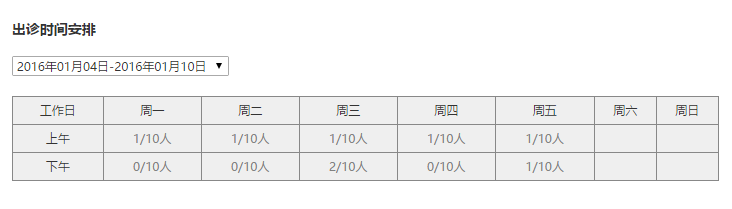 出诊时间安排
2016年01月04日-2016年01月10日
工作日 周一 周二 周三 周四 周五 周六 周日
上午 1/10人 1/10人 1/10人 1/10人 1/10人
下午 0/10人 0/10人 2/10人 0/10人 1/10人